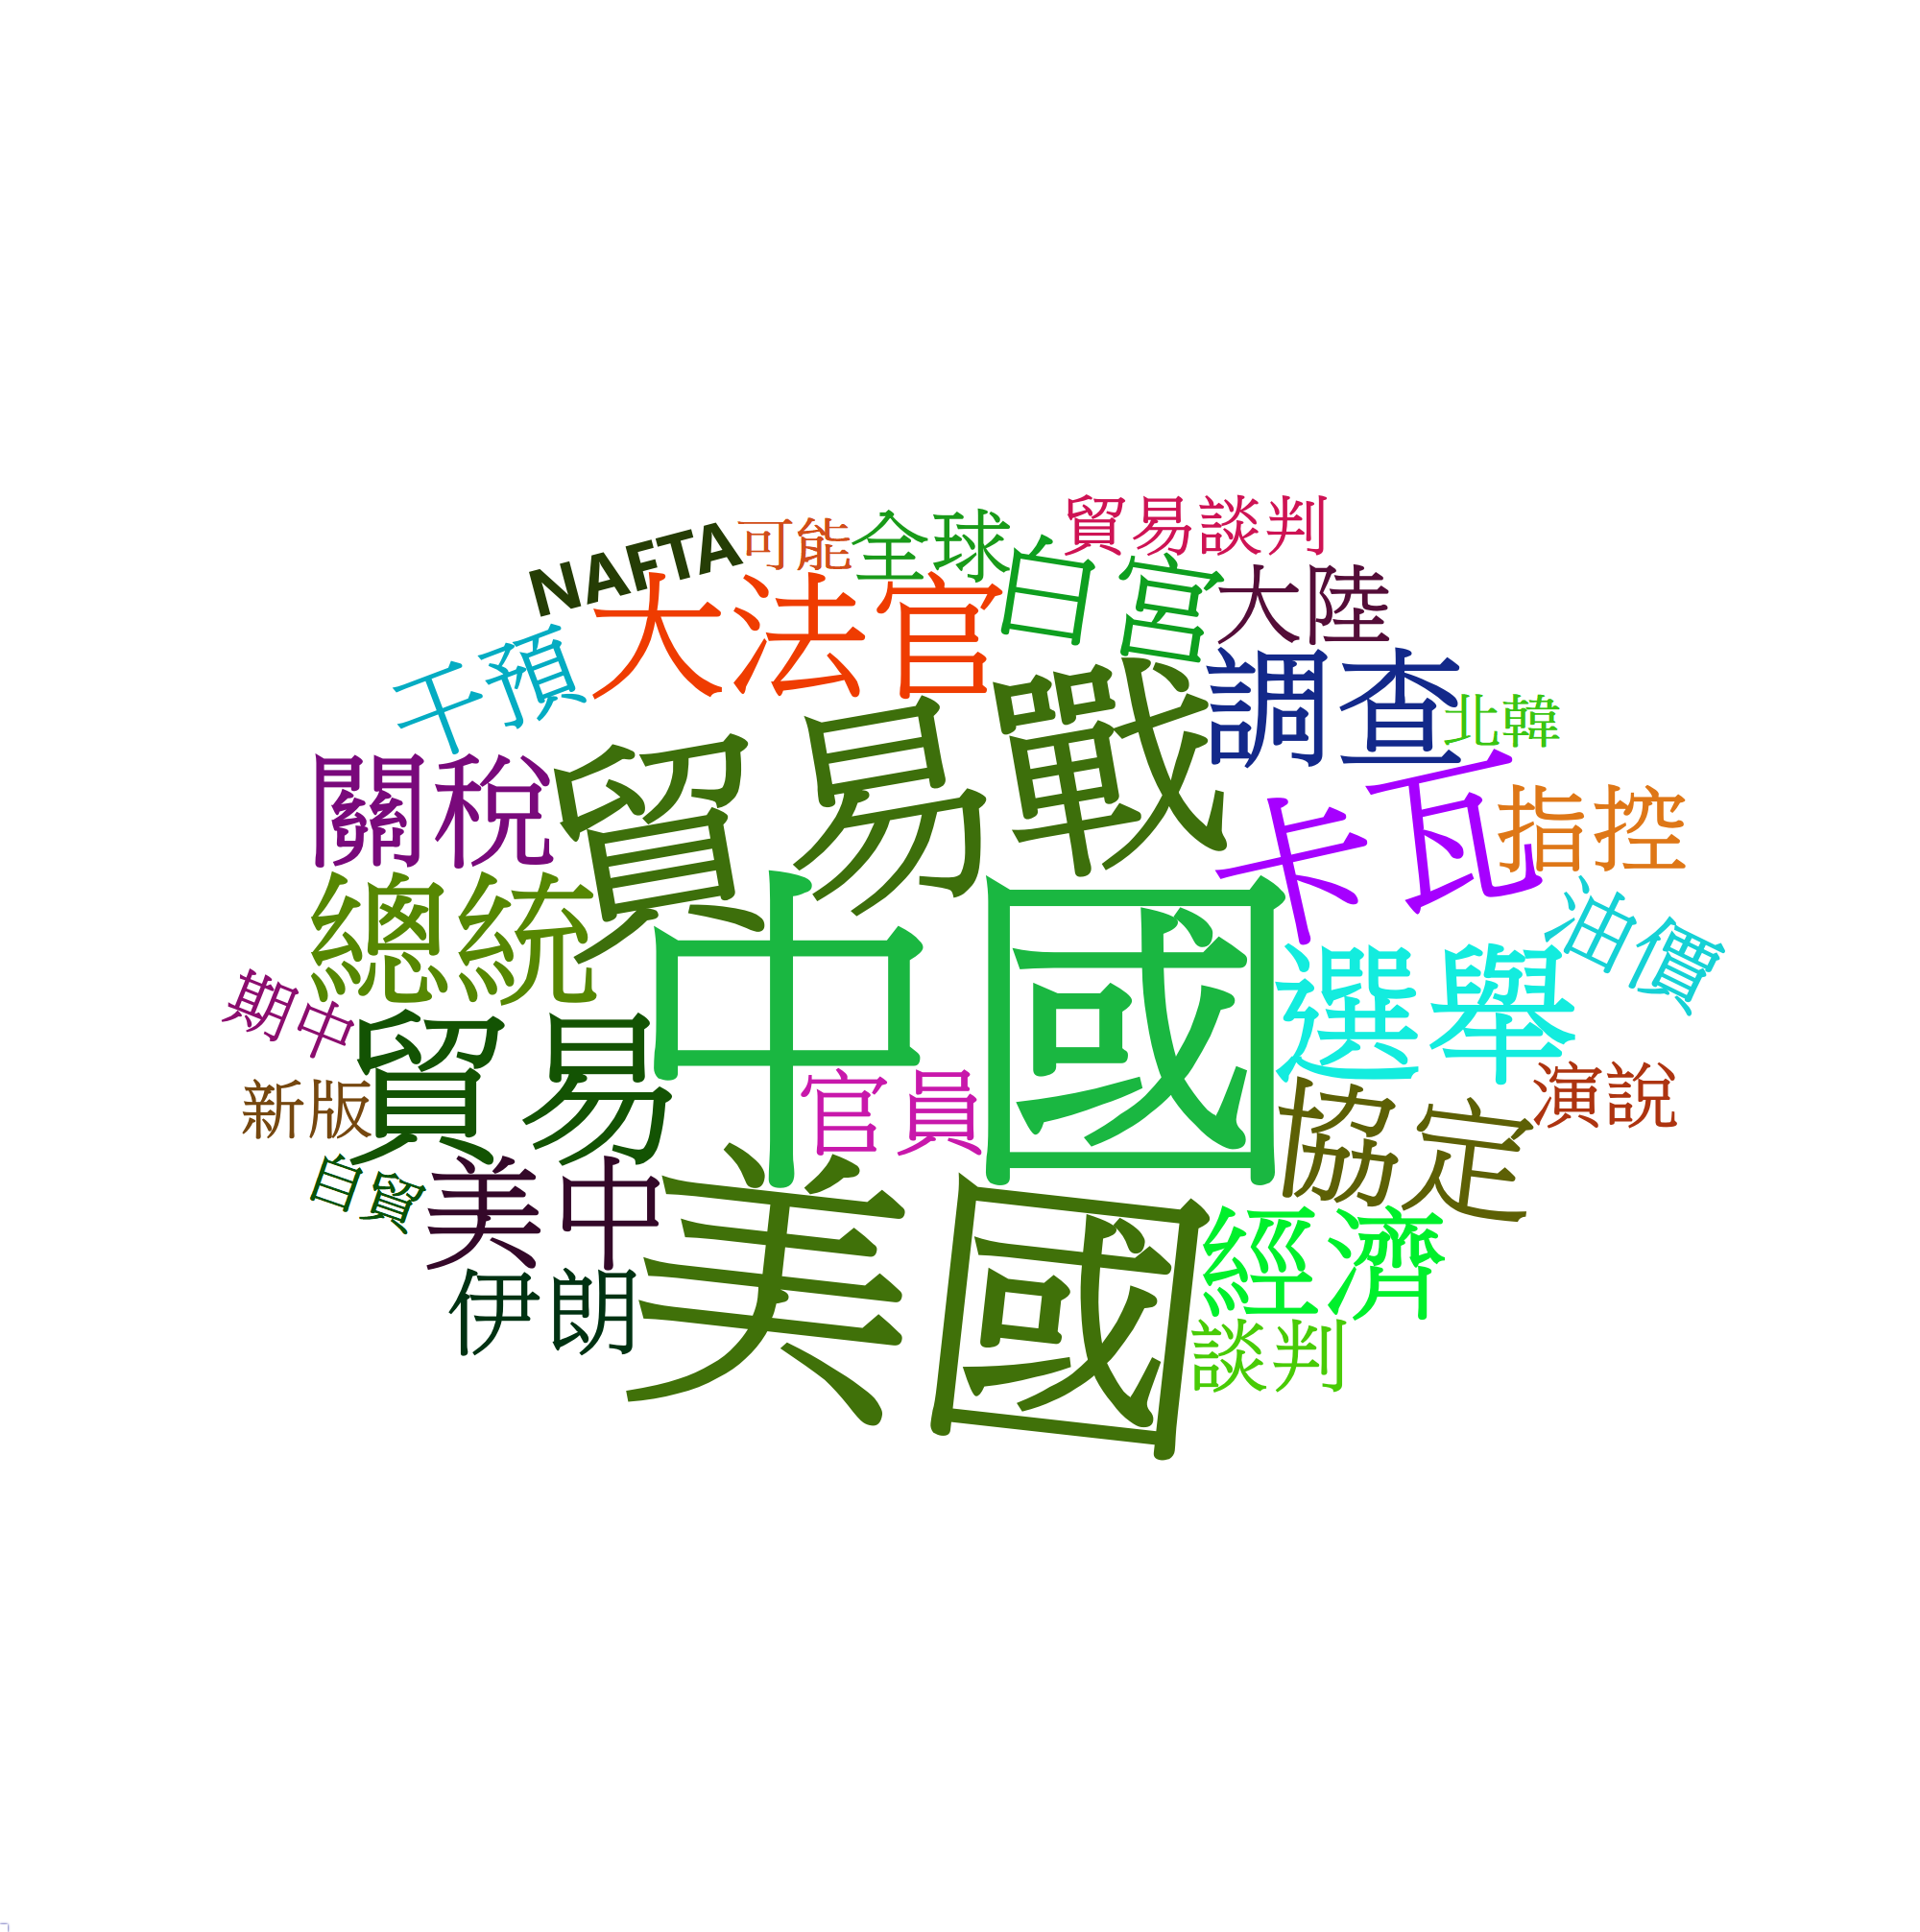 貿易談判
NAFTA
可能
全球
白宮
大陸
干預
大法官
調查
北韓
關稅
貿易戰
卡瓦
指控
總統
中國
選舉
法會
對中
貿易
新版
官員
演說
協定
自貿
美中
美國
經濟
伊朗
談判